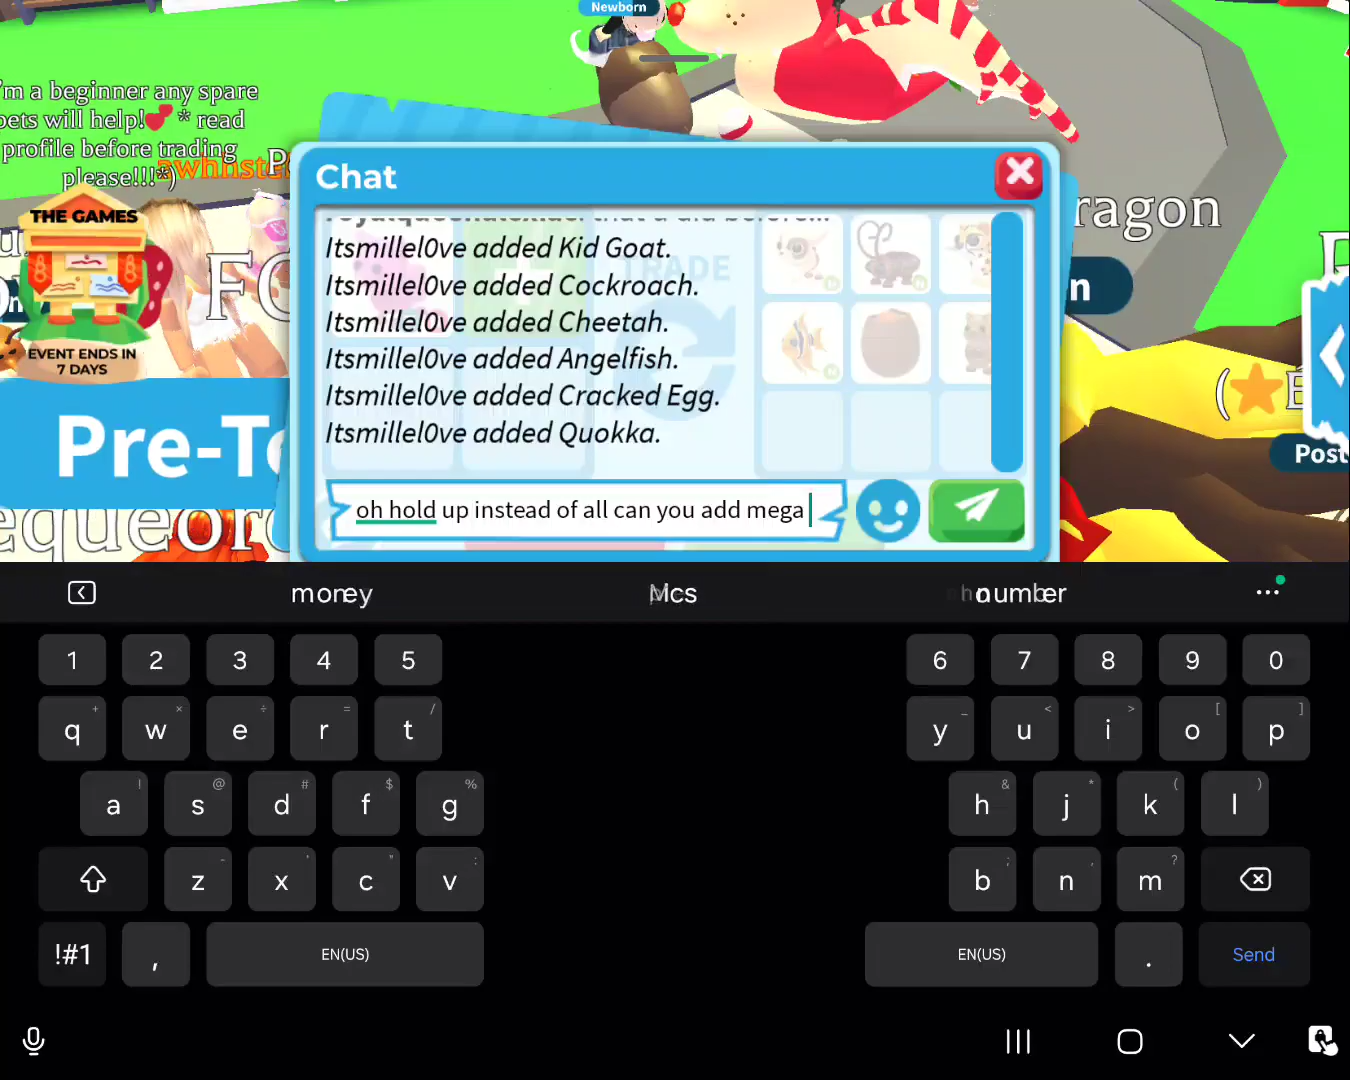 Newborn
'm a beginner any spare
pets will help!💕 * read
profile before trading
please!!!*)
THE GAMES
EVENT ENDS IN
7 DAYS
ragon
Pre-T
Post
equeor
Chat
TRADE
Itsmillel0ve added Kid Goat.
Itsmillel0ve added Cockroach.
Itsmillel0ve added Cheetah.
Itsmillel0ve added Angelfish.
Itsmillel0ve added Cracked Egg.
Itsmillel0ve added Quokka.
oh hold up instead of all can you add mega
money Mcs number
1 2 3 4 5 6 7 8 9 0
q w e r t y u i o p
a s d f g h j k l
z x c v b n m
!#1 , EN(US) EN(US) . Send